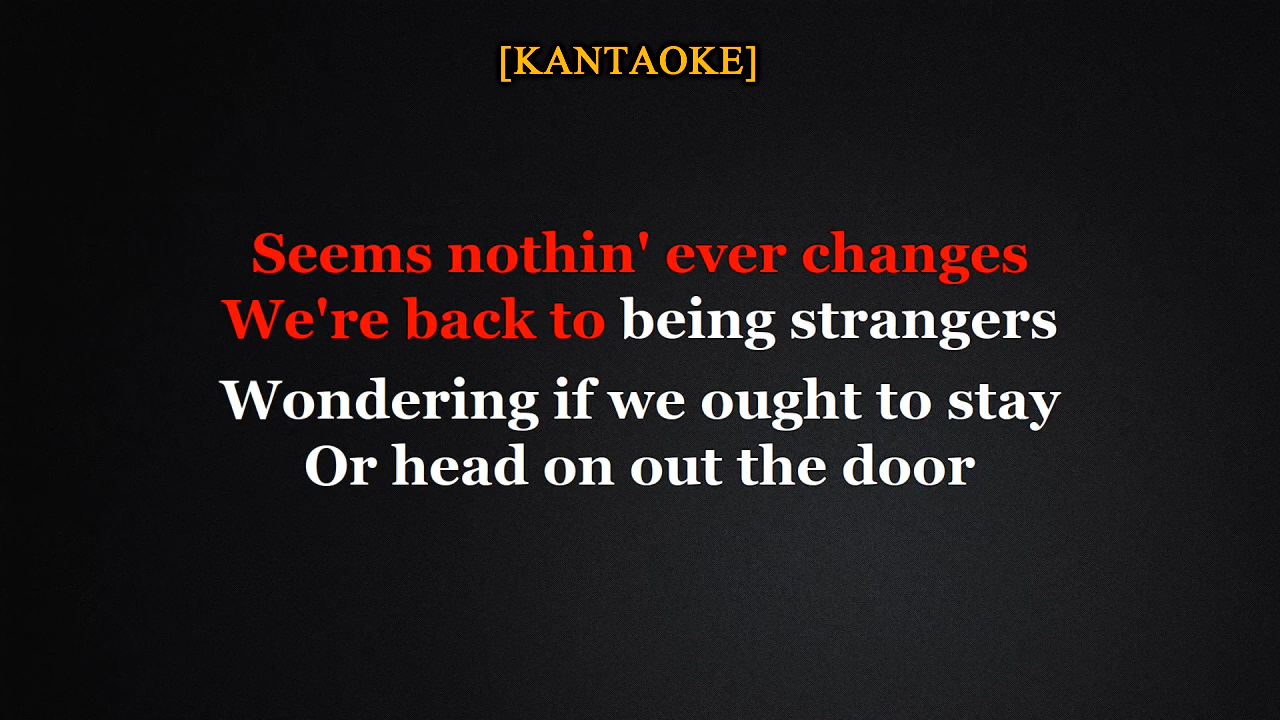 [KANTAOKE]
Seems nothin' ever changes
We're back to being strangers
Wondering if we ought to stay
Or head on out the door